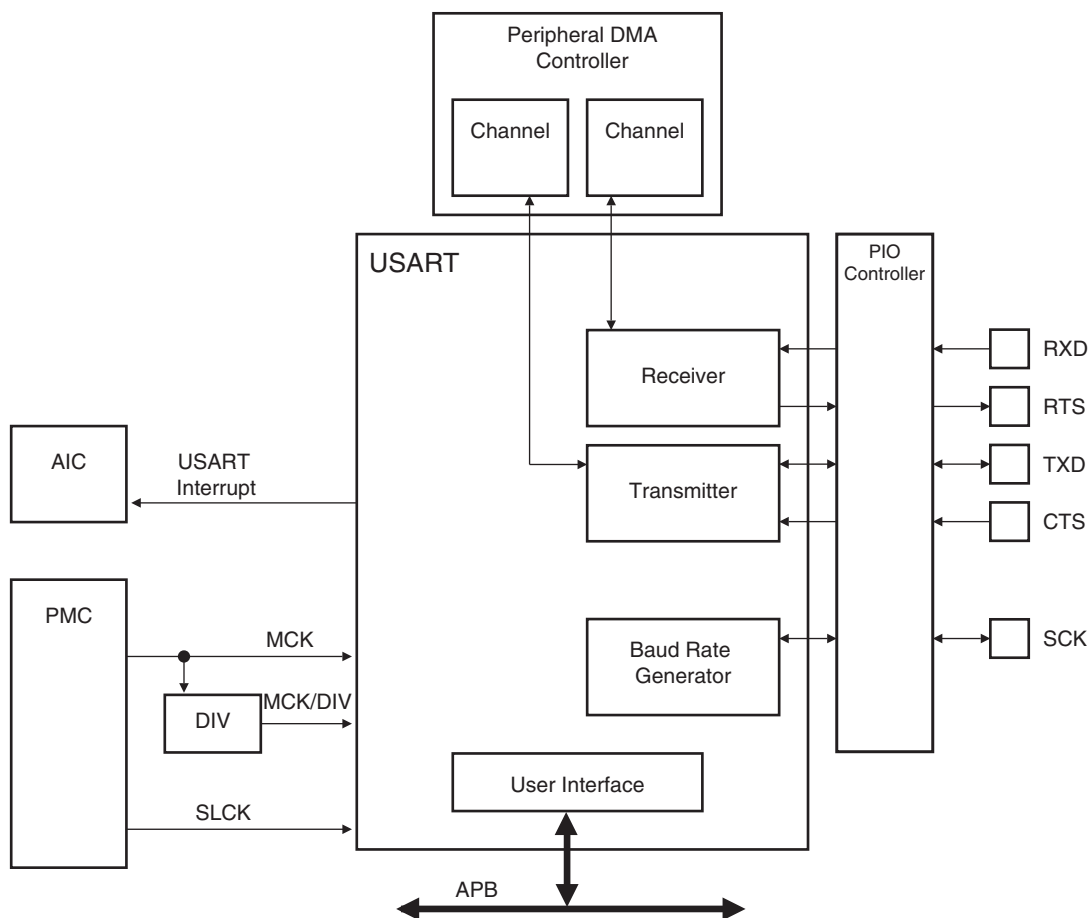 Peripheral DMA
Controller
Channel
Channel
USART
PIO
Controller
Receiver
RXD
RTS
AIC
USART
Interrupt
Transmitter
TXD
CTS
PMC
MCK
Baud Rate
Generator
SCK
DIV
MCK/DIV
User Interface
SLCK
APB